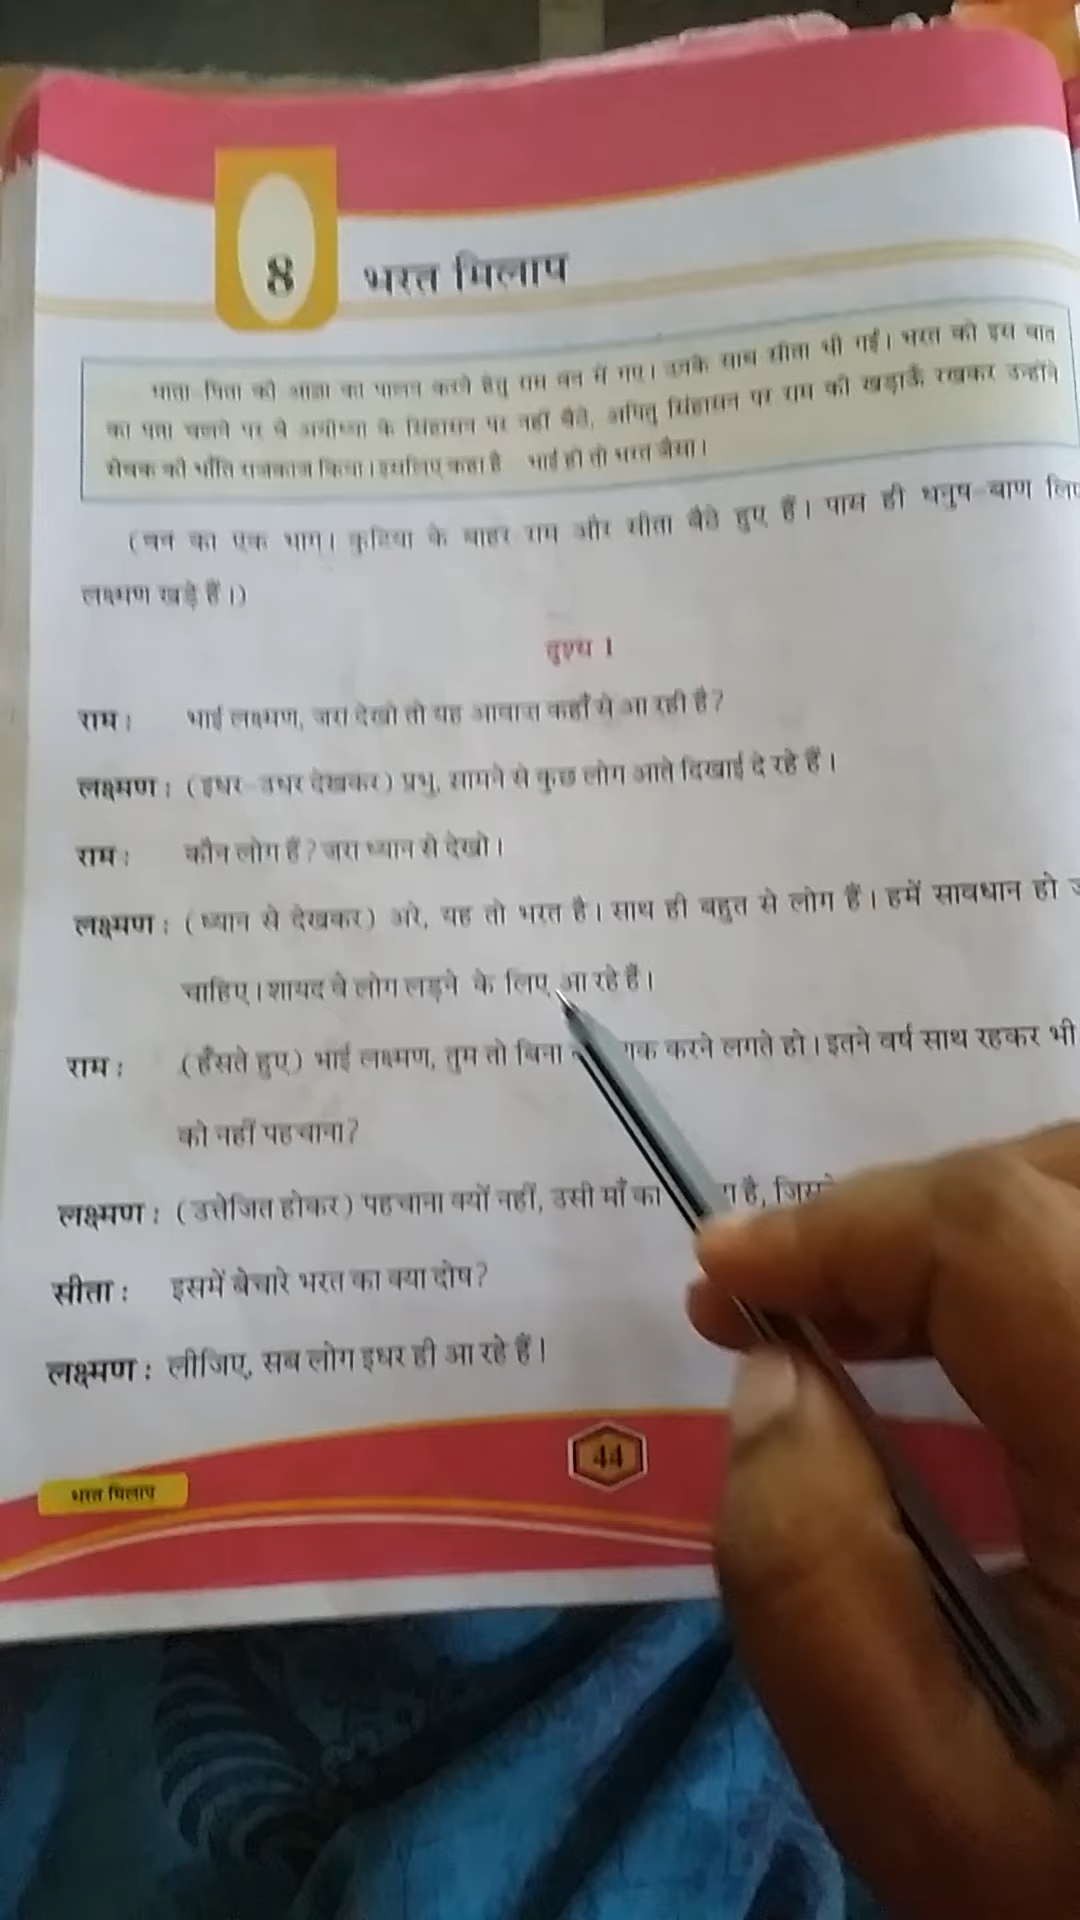 8
भरत मिलाप
माता-पिता की आज्ञा का पालन करने हेतु राम वन में गए। उनके साथ सीता भी गईं। भरत को इस बात
का पता चलने पर वे अयोध्या के सिंहासन पर नहीं बैठे, अपितु सिंहासन पर राम की खड़ाऊँ रखकर उन्होंने
सेवक की भाँति राजकाज किया। इसलिए कहा है भाई हो तो भरत जैसा।
(वन का एक भाग। कुटिया के बाहर राम और सीता बैठे हुए हैं। पास ही धनुष-बाण लिए
लक्ष्मण खड़े हैं।)
दृश्य 1
राम : भाई लक्ष्मण, जरा देखो तो यह आवाज कहाँ से आ रही है?
लक्ष्मण : (इधर-उधर देखकर) प्रभु, सामने से कुछ लोग आते दिखाई दे रहे हैं।
राम : कौन लोग हैं? जरा ध्यान से देखो।
लक्ष्मण : (ध्यान से देखकर) अरे, यह तो भरत है। साथ ही बहुत से लोग हैं। हमें सावधान हो
चाहिए। शायद वे लोग लड़ने के लिए आ रहे हैं।
राम : (हँसते हुए) भाई लक्ष्मण, तुम तो बिना करने लगते हो। इतने वर्ष साथ रहकर भी
को नहीं पहचाना?
लक्ष्मण : (उत्तेजित होकर) पहचाना क्यों नहीं, उसी माँ का है,
सीता : इसमें बेचारे भरत का क्या दोष?
लक्ष्मण : लीजिए, सब लोग इधर ही आ रहे हैं।
44
भरत मिलाप